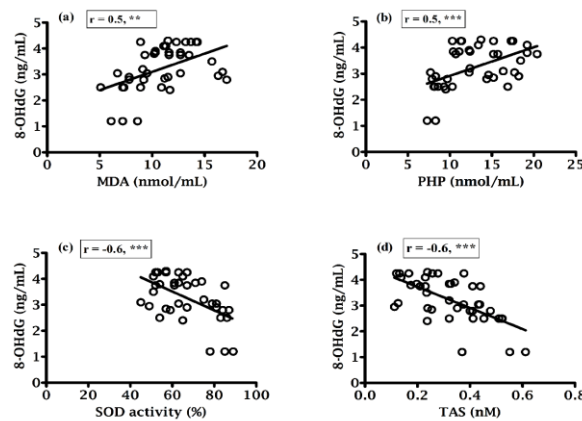 (a)
r = 0.5, **
8-OHdG (ng/mL)
5
4
3
2
1
0
0 5 10 15 20
MDA (nmol/mL)
(b)
r = 0.5, ***
8-OHdG (ng/mL)
5
4
3
2
1
0
0 5 10 15 20 25
PHP (nmol/mL)
(c)
r = -0.6, ***
8-OHdG (ng/mL)
5
4
3
2
1
0
0 20 40 60 80 100
SOD activity (%)
(d)
r = -0.6, ***
8-OHdG (ng/mL)
5
4
3
2
1
0
0.0 0.2 0.4 0.6 0.8
TAS (nM)